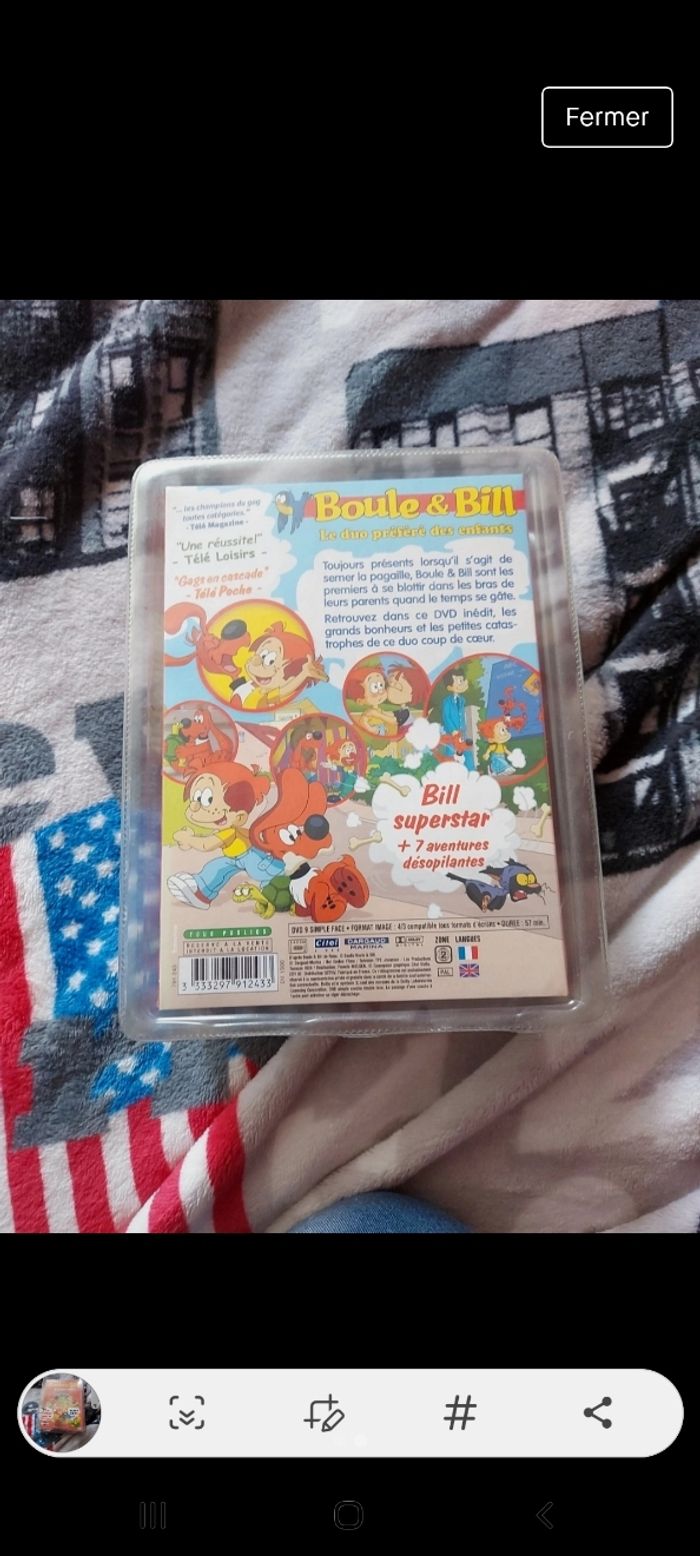 Fermer
"... les champions du gag
toutes catégories."
- Télé Magazine -
"Une réussite!"
- Télé Loisirs -
"Gags en cascade"
- Télé Poche -
Boule & Bill
Le duo préféré des enfants
Toujours présents lorsqu'il s'agit de
semer la pagaille, Boule & Bill sont les
premiers à se blottir dans les bras de
leurs parents quand le temps se gâte.
Retrouvez dans ce DVD inédit, les
grands bonheurs et les petites catas-
trophes de ce duo coup de cœur.
Bill
superstar
+ 7 aventures
désopilantes
TOUS PUBLICS
RESERVÉ A LA VENTE
INTERDIT A LA LOCATION
3 333297 912433
DVD 9 SIMPLE FACE • FORMAT IMAGE : 4/3 compatible tous formats d'écrans • DURÉE : 57 min.
Citel
DARGAUD
MARINA
ZONE LANGUES
2
PAL